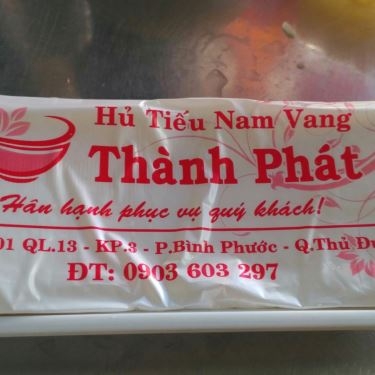 Hủ Tiếu Nam Vang
Thành Phát
Hân hạnh phục vụ quý khách!
01 QL.13 - KP.3 - P.Bình Phước - Q.Thủ Đứ
ĐT: 0903 603 297